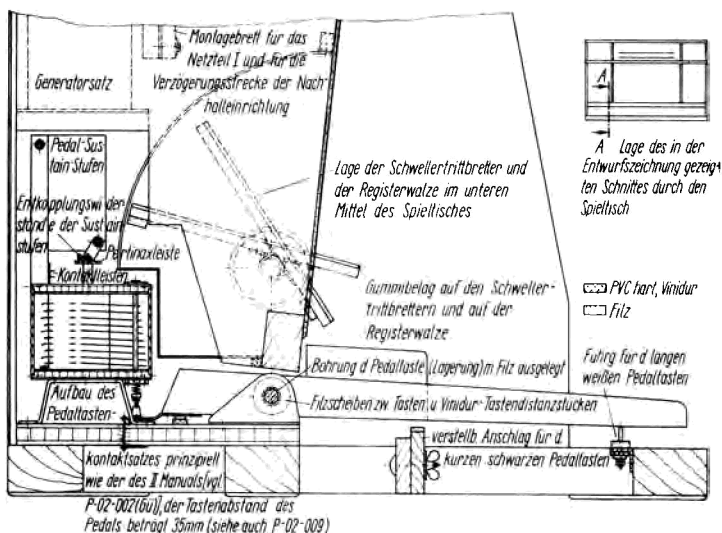 Montagebrett für das
Netzteil I und für die
Verzögerungsstrecke der Nach-
halleinrichtung
Generatorsatz
Pedal-Sus-
tain-Stufen
Entkopplungswider
stände der Sustain
stufen
Pertinaxleiste
Kontaktleisten
Lage der Schwellertrittbretter und
der Registerwalze im unteren
Mittel des Spieltisches
A
A Lage des in der
Entwurfszeichnung gezeig-
ten Schnittes durch den
Spieltisch
PVC hart, Vinidur
Filz
Gummibelag auf den Schweller-
trittbrettern und auf der
Registerwalze
Bohrung d Pedaltaste (Lagerung) m Filz ausgelegt
Führg für d langen
weißen Pedaltasten
Filzscheiben zw Tasten u Vinidur-Tastendistanzstücken
Aufbau des
Pedaltasten-
kontaktsatzes prinzipiell
wie der des II Manuals[vgl.
P-02-002(6u)], der Tastenabstand des
Pedals beträgt 35mm (siehe auch P-02-009)
verstellb Anschlag für d.
kurzen schwarzen Pedaltasten